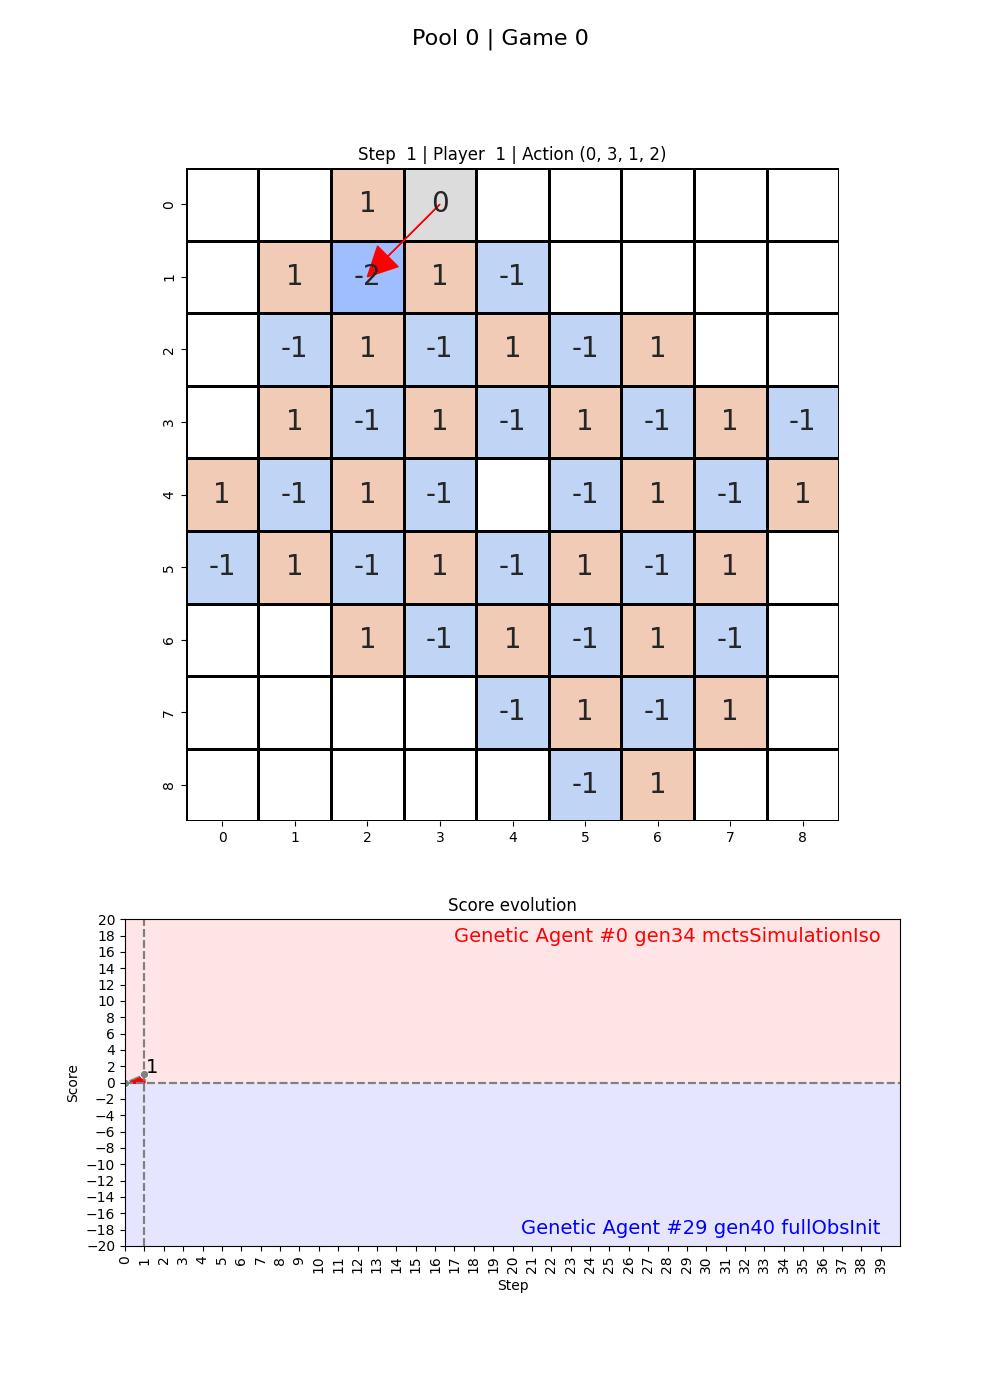 Pool 0 | Game 0
Step  1 | Player  1 | Action (0, 3, 1, 2)
0 1 0
1 1 -2 1 -1
2 -1 1 -1 1 -1 1
3 1 -1 1 -1 1 -1 1 -1
4 1 -1 1 -1 -1 1 -1 1
5 -1 1 -1 1 -1 1 -1 1
6 1 -1 1 -1 1 -1
7 -1 1 -1 1
8 -1 1
0 1 2 3 4 5 6 7 8
Score evolution
20
18
16
14
12
10
8
6
4
2
0
−2
−4
−6
−8
−10
−12
−14
−16
−18
−20
Score
Genetic Agent #0 gen34 mctsSimulationIso
1
Genetic Agent #29 gen40 fullObsInit
0 1 2 3 4 5 6 7 8 9 10 11 12 13 14 15 16 17 18 19 20 21 22 23 24 25 26 27 28 29 30 31 32 33 34 35 36 37 38 39
Step